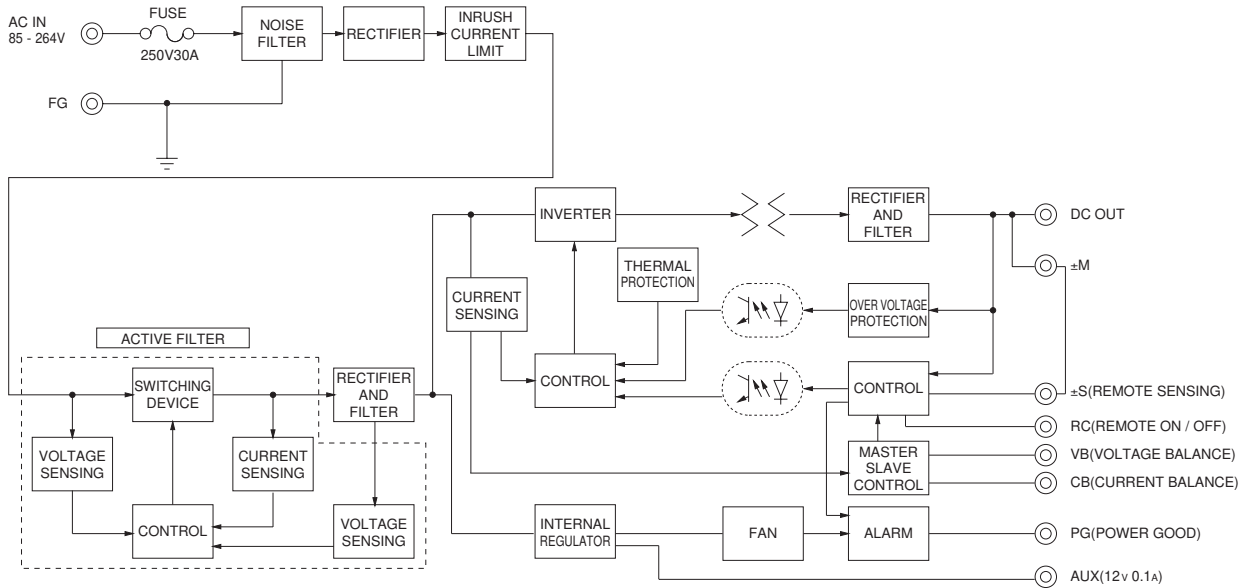 AC IN
85 - 264V
FUSE
250V30A
NOISE
FILTER
RECTIFIER
INRUSH
CURRENT
LIMIT
FG
INVERTER
RECTIFIER
AND
FILTER
DC OUT
±M
THERMAL
PROTECTION
CURRENT
SENSING
OVER VOLTAGE
PROTECTION
ACTIVE FILTER
SWITCHING
DEVICE
RECTIFIER
AND
FILTER
CONTROL
CONTROL
±S(REMOTE SENSING)
RC(REMOTE ON / OFF)
VOLTAGE
SENSING
CURRENT
SENSING
MASTER
SLAVE
CONTROL
VB(VOLTAGE BALANCE)
CB(CURRENT BALANCE)
CONTROL
VOLTAGE
SENSING
INTERNAL
REGULATOR
FAN
ALARM
PG(POWER GOOD)
AUX(12V 0.1A)